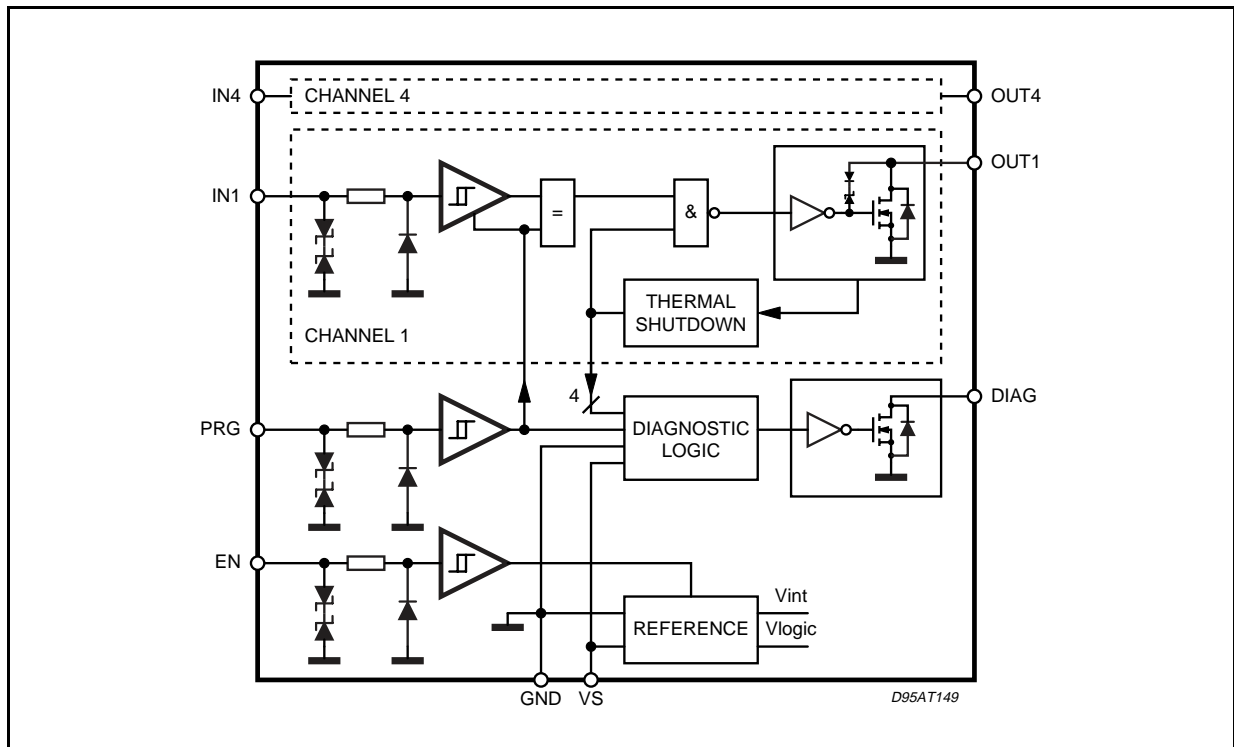 IN4
CHANNEL 4
OUT4
OUT1
IN1
=
&
THERMAL
SHUTDOWN
CHANNEL 1
4
DIAG
PRG
DIAGNOSTIC
LOGIC
EN
Vint
REFERENCE
Vlogic
GND
VS
D95AT149